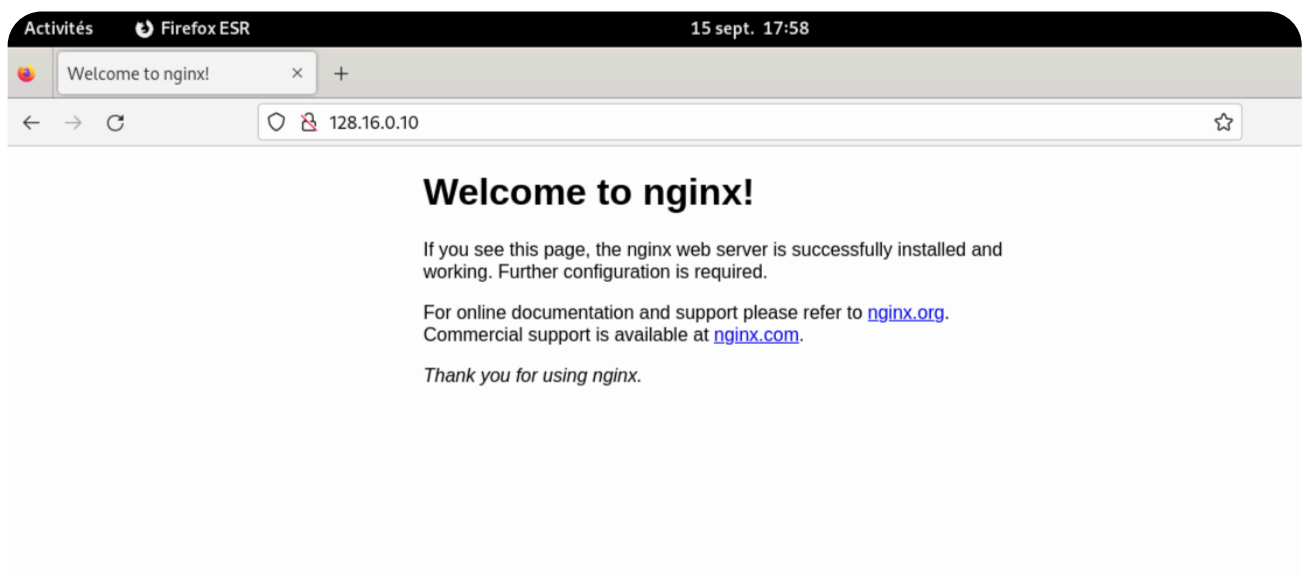 Activités Firefox ESR 15 sept. 17:58
Welcome to nginx!
128.16.0.10
Welcome to nginx!
If you see this page, the nginx web server is successfully installed and
working. Further configuration is required.
For online documentation and support please refer to nginx.org.
Commercial support is available at nginx.com.
Thank you for using nginx.